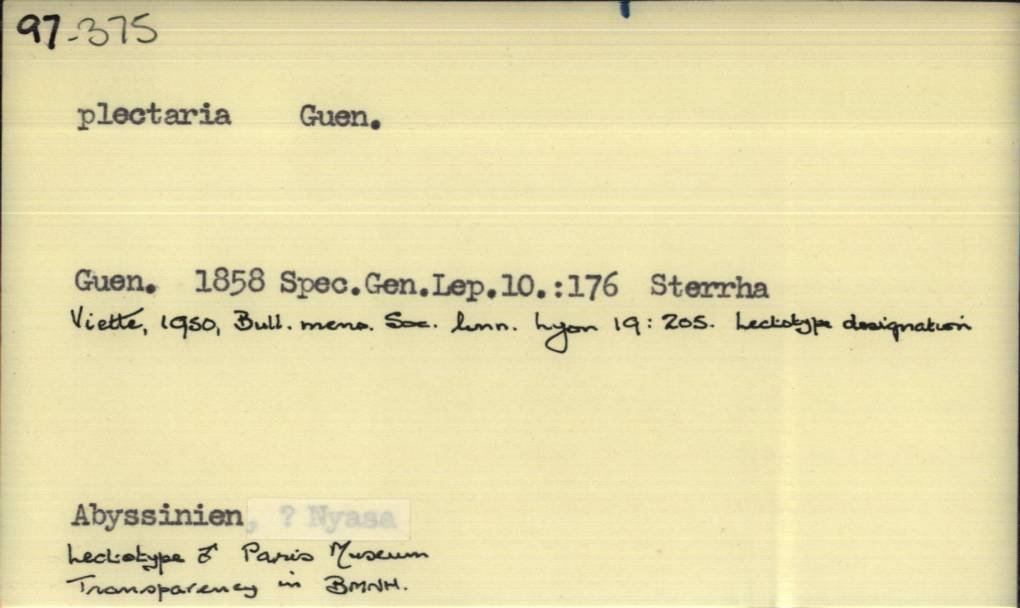 97-375
plectaria Guen.
Guen. 1858 Spec.Gen.Lep.10.:176 Sterrha
Viette, 1950, Bull. mens. Soc. linn. Lyon 19: 205. Lectotype designation
Abyssinien, ? Nyasa
Lectotype ♂ Paris Museum
Transparency in BMNH.